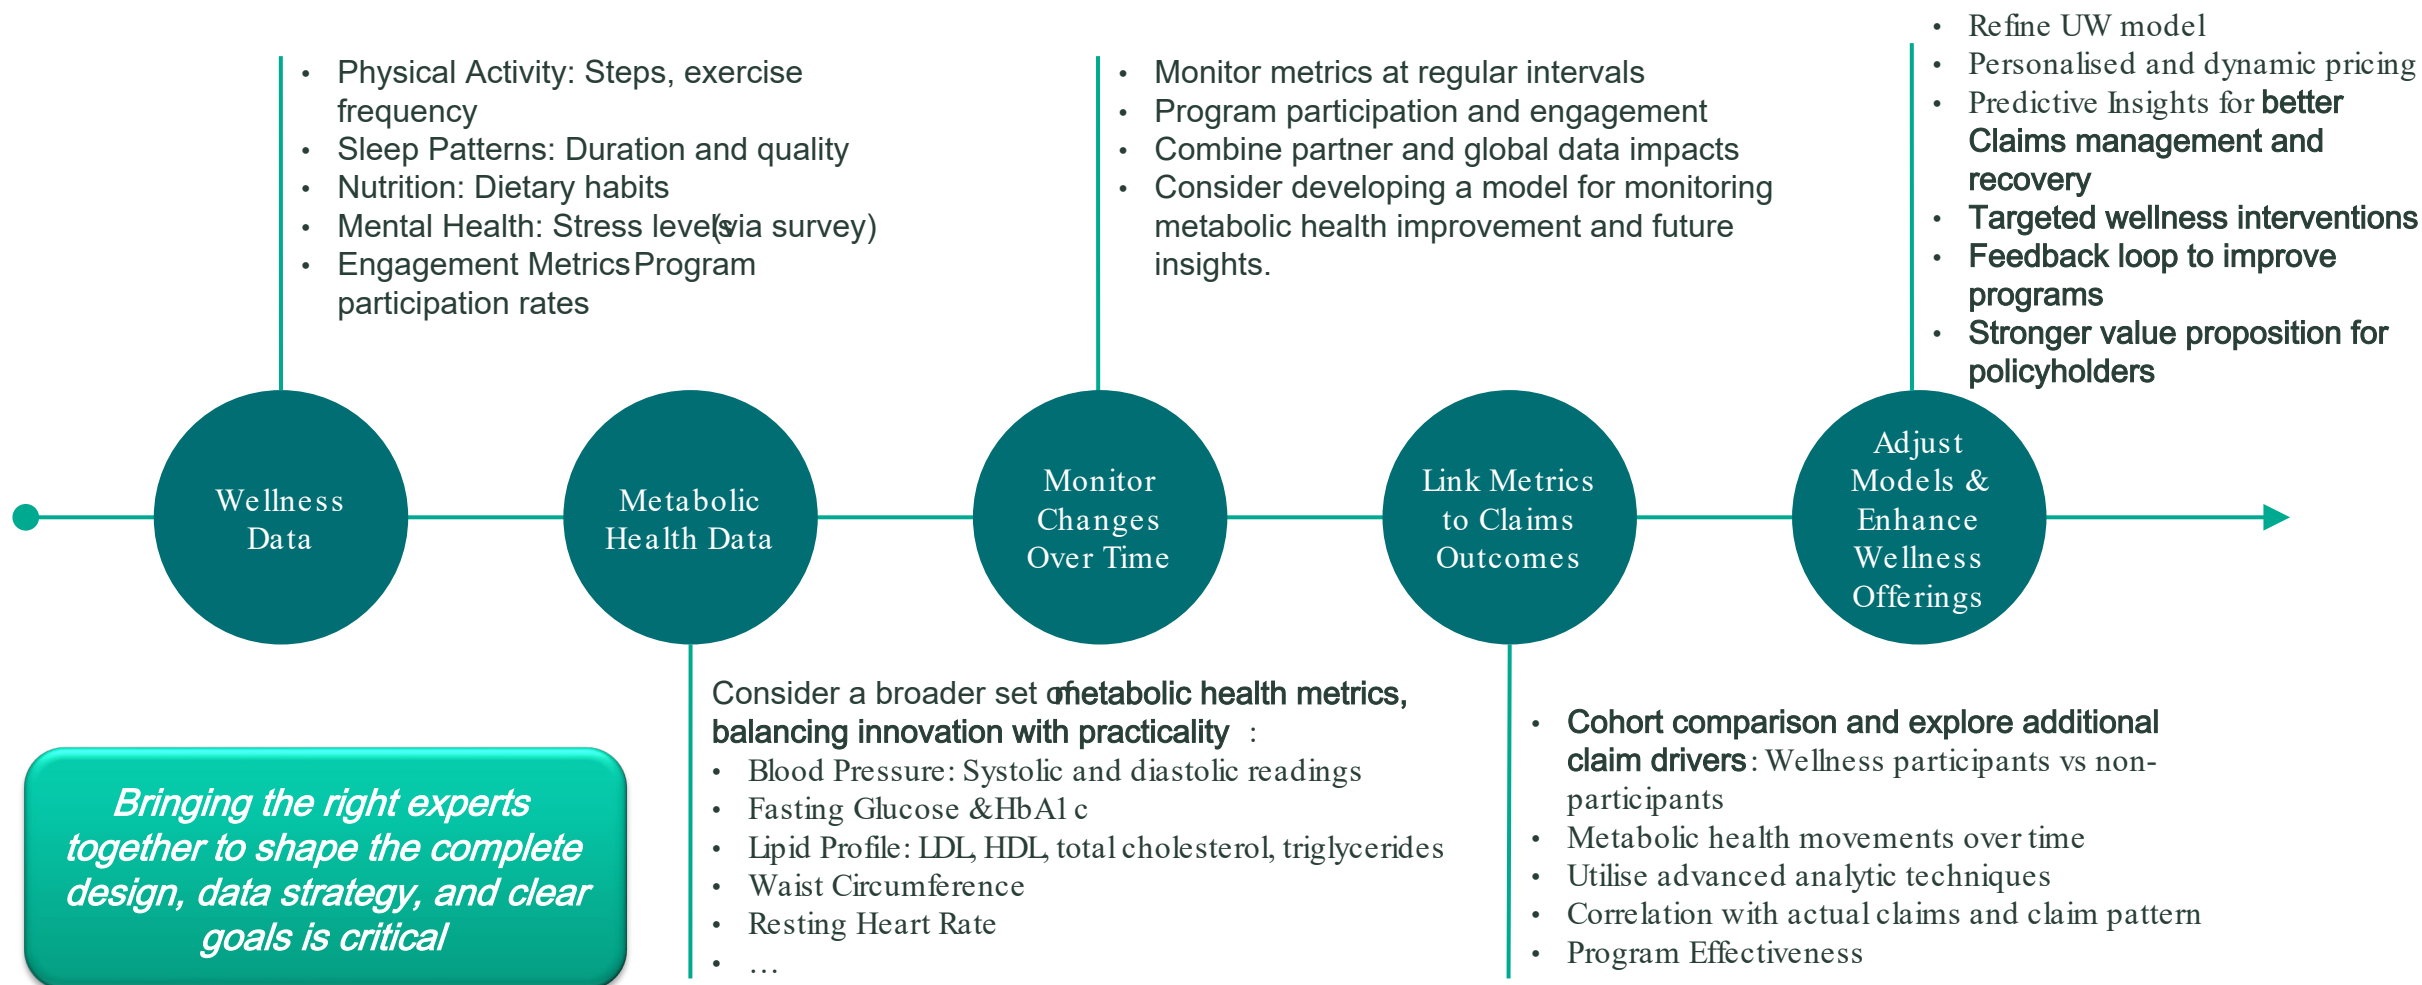 • Physical Activity: Steps, exercise
frequency
• Sleep Patterns: Duration and quality
• Nutrition: Dietary habits
• Mental Health: Stress levels (via survey)
• Engagement Metrics: Program
participation rates
• Monitor metrics at regular intervals
• Program participation and engagement
• Combine partner and global data impacts
• Consider developing a model for monitoring
metabolic health improvement and future
insights.
• Refine UW model
• Personalised and dynamic pricing
• Predictive Insights for better
Claims management and
recovery
• Targeted wellness interventions
• Feedback loop to improve
programs
• Stronger value proposition for
policyholders
Wellness
Data
Metabolic
Health Data
Monitor
Changes
Over Time
Link Metrics
to Claims
Outcomes
Adjust
Models &
Enhance
Wellness
Offerings
Consider a broader set of metabolic health metrics,
balancing innovation with practicality :
• Blood Pressure: Systolic and diastolic readings
• Fasting Glucose & HbA1c
• Lipid Profile: LDL, HDL, total cholesterol, triglycerides
• Waist Circumference
• Resting Heart Rate
• …
• Cohort comparison and explore additional
claim drivers: Wellness participants vs non-
participants
• Metabolic health movements over time
• Utilise advanced analytic techniques
• Correlation with actual claims and claim pattern
• Program Effectiveness
Bringing the right experts
together to shape the complete
design, data strategy, and clear
goals is critical